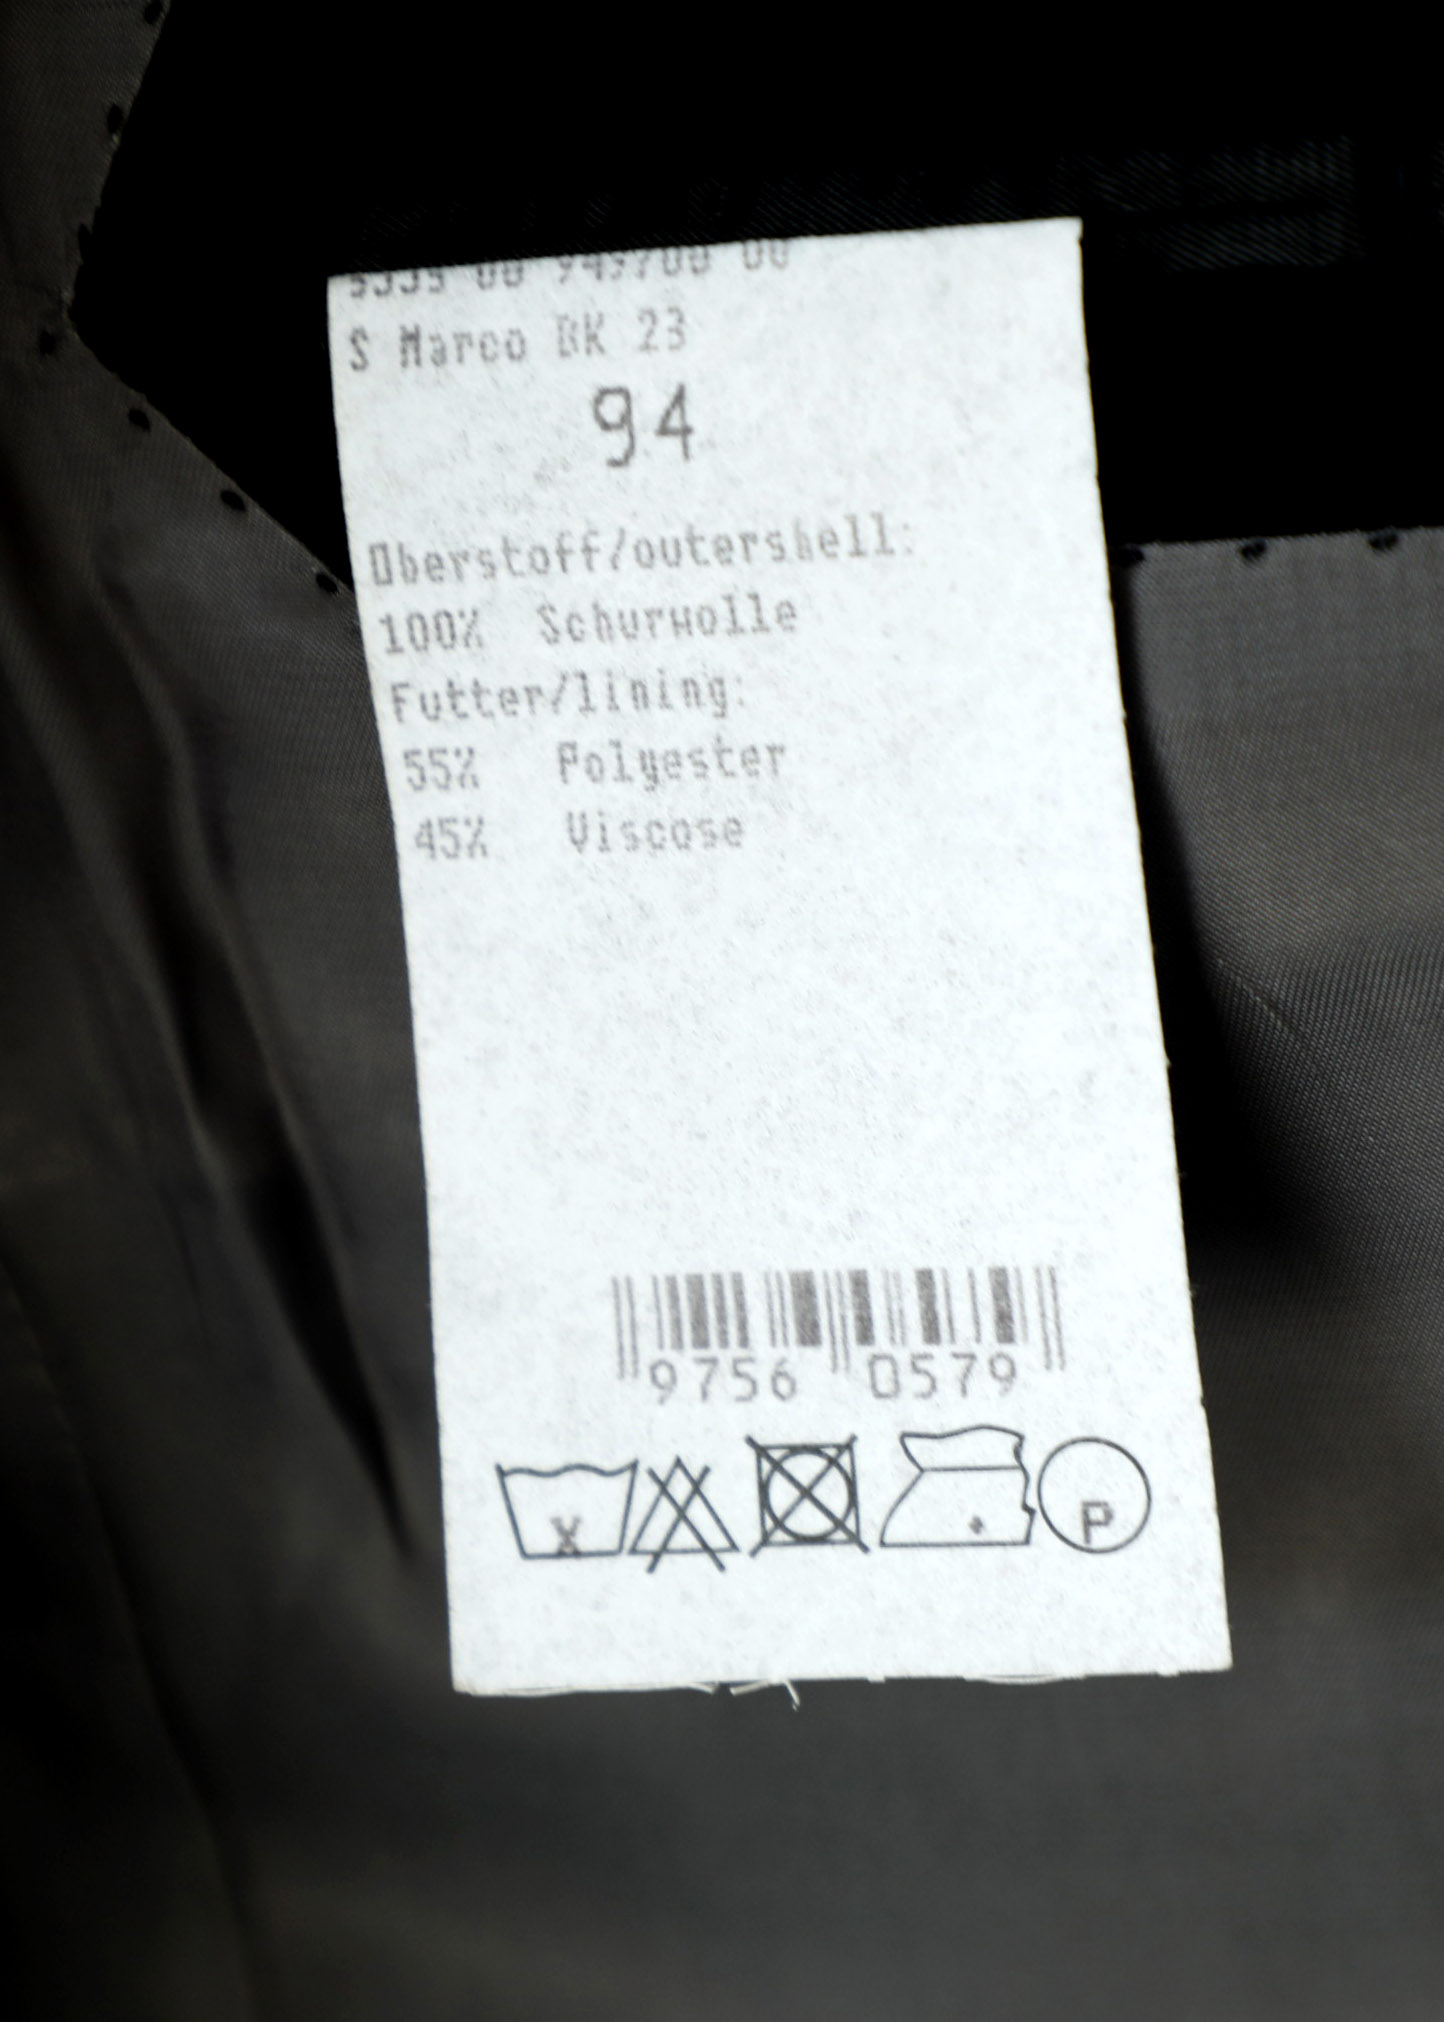 S Marco BK 23
94
Oberstoff/outershell:
100% Schurwolle
Futter/lining:
55% Polyester
45% Viscose
9756 0579
X
P